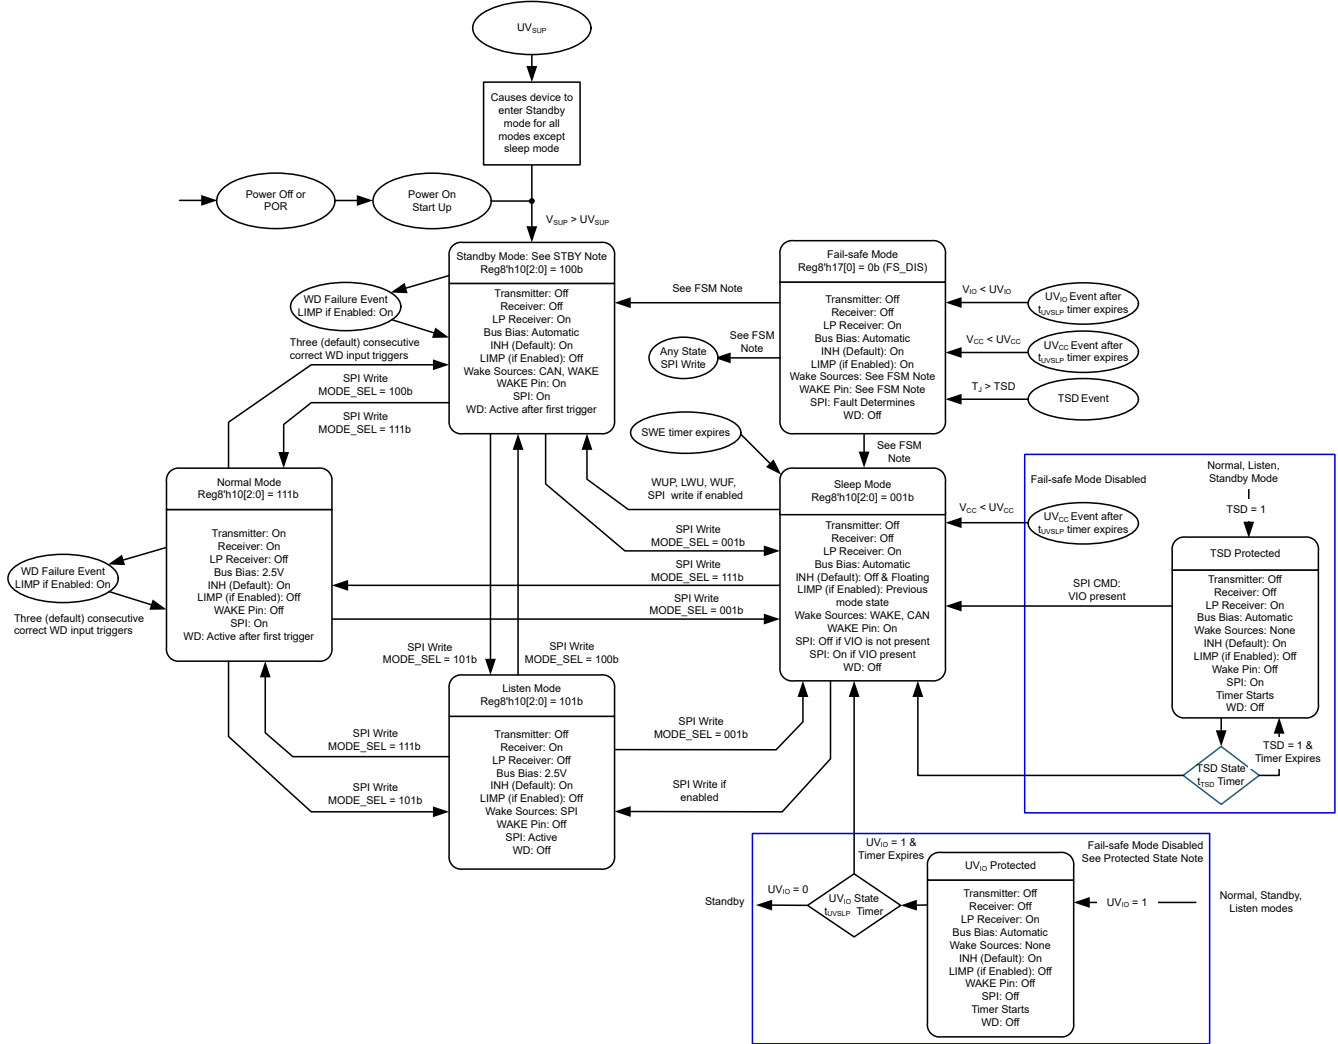 UVSUP
Causes device to
enter Standby
mode for all
modes except
sleep mode
Power Off or
POR
Power On
Start Up
VSUP > UVSUP
Standby Mode: See STBY Note
Reg8'h10[2:0] = 100b
Transmitter: Off
Receiver: Off
LP Receiver: On
Bus Bias: Automatic
INH (Default): On
LIMP (if Enabled): Off
Wake Sources: CAN, WAKE
WAKE Pin: On
SPI: On
WD: Active after first trigger
WD Failure Event
LIMP if Enabled: On
Three (default) consecutive
correct WD input triggers
SPI Write
MODE_SEL = 100b
SPI Write
MODE_SEL = 111b
See FSM Note
Fail-safe Mode
Reg8'h17[0] = 0b (FS_DIS)
Transmitter: Off
Receiver: Off
LP Receiver: On
Bus Bias: Automatic
INH (Default): On
LIMP (if Enabled): On
Wake Sources: See FSM Note
WAKE Pin: See FSM Note
SPI: Fault Determines
WD: Off
See FSM
Note
Any State
SPI Write
VIO < UVIO
UVIO Event after
tUVSLP timer expires
VCC < UVCC
UVCC Event after
tUVSLP timer expires
TJ > TSD
TSD Event
SWE timer expires
See FSM
Note
Normal Mode
Reg8'h10[2:0] = 111b
Transmitter: On
Receiver: On
LP Receiver: Off
Bus Bias: 2.5V
INH (Default): On
LIMP (if Enabled): Off
WAKE Pin: Off
SPI: On
WD: Active after first trigger
WD Failure Event
LIMP if Enabled: On
Three (default) consecutive
correct WD input triggers
WUP, LWU, WUF,
SPI write if enabled
SPI Write
MODE_SEL = 001b
SPI Write
MODE_SEL = 111b
SPI Write
MODE_SEL = 001b
Sleep Mode
Reg8'h10[2:0] = 001b
Transmitter: Off
Receiver: Off
LP Receiver: On
Bus Bias: Automatic
INH (Default): Off & Floating
LIMP (if Enabled): Previous
mode state
Wake Sources: WAKE, CAN
WAKE Pin: On
SPI: Off if VIO is not present
SPI: On if VIO present
WD: Off
Fail-safe Mode Disabled
VCC < UVCC
UVCC Event after
tUVSLP timer expires
Normal, Listen,
Standby Mode
TSD = 1
TSD Protected
Transmitter: Off
Receiver: Off
LP Receiver: On
Bus Bias: Automatic
Wake Sources: None
INH (Default): On
LIMP (if Enabled): Off
Wake Pin: Off
SPI: On
Timer Starts
WD: Off
SPI CMD:
VIO present
TSD = 1 &
Timer Expires
TSD State
tTSD Timer
SPI Write
MODE_SEL = 101b
SPI Write
MODE_SEL = 100b
Listen Mode
Reg8'h10[2:0] = 101b
Transmitter: Off
Receiver: On
LP Receiver: Off
Bus Bias: 2.5V
INH (Default): On
LIMP (if Enabled): Off
Wake Sources: SPI
WAKE Pin: Off
SPI: Active
WD: Off
SPI Write
MODE_SEL = 111b
SPI Write
MODE_SEL = 101b
SPI Write
MODE_SEL = 001b
SPI Write if
enabled
UVIO = 1 &
Timer Expires
Fail-safe Mode Disabled
See Protected State Note
Standby
UVIO = 0
UVIO State
tUVSLP Timer
UVIO Protected
Transmitter: Off
Receiver: Off
LP Receiver: On
Bus Bias: Automatic
Wake Sources: None
INH (Default): On
LIMP (if Enabled): Off
WAKE Pin: Off
SPI: Off
Timer Starts
WD: Off
UVIO = 1
Normal, Standby,
Listen modes